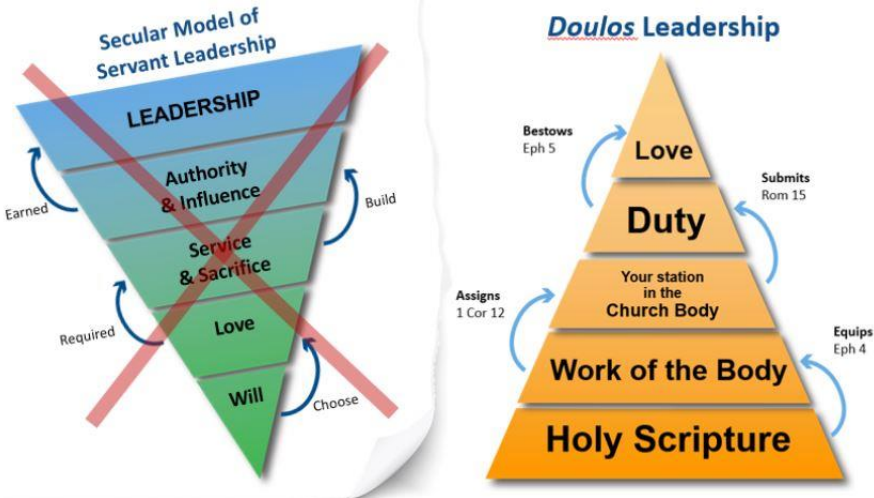 Secular Model of
Servant Leadership
LEADERSHIP
Earned
Authority
& Influence
Build
Service
& Sacrifice
Required
Love
Choose
Will
Doulos Leadership
Bestows
Eph 5
Love
Submits
Rom 15
Duty
Your station
in the
Church Body
Assigns
1 Cor 12
Equips
Eph 4
Work of the Body
Holy Scripture